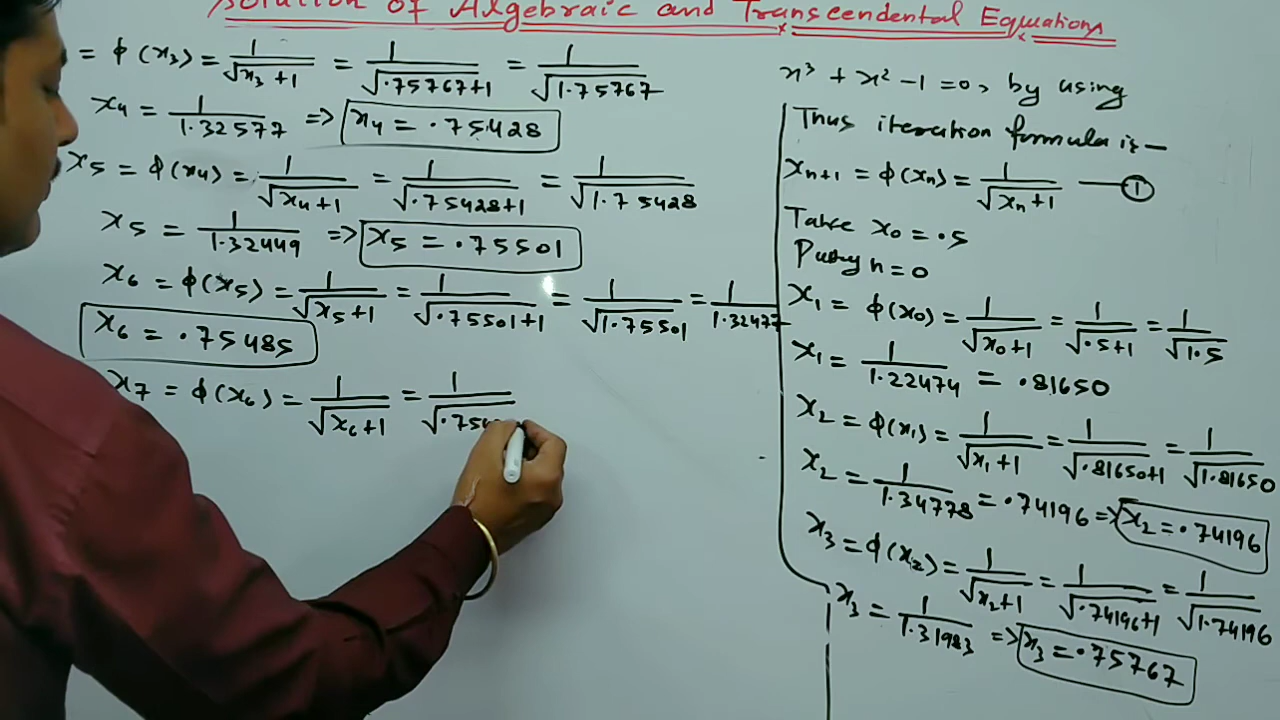 Solution of Algebraic and Transcendental Equations
= ϕ(x₃) = 1/√(x₃+1) = 1/√(.75767+1) = 1/√(1.75767)
x₄ = 1/1.32577 => x₄ = .75428
x₅ = ϕ(x₄) = 1/√(x₄+1) = 1/√(.75428+1) = 1/√(1.75428)
x₅ = 1/1.32449 => x₅ = .75501
x₆ = ϕ(x₅) = 1/√(x₅+1) = 1/√(.75501+1) = 1/√(1.75501) = 1/1.32477
x₆ = .75485
x₇ = ϕ(x₆) = 1/√(x₆+1) = 1/√(.75
x³ + x² - 1 = 0, by using
Thus iteration formula is—
xₙ₊₁ = ϕ(xₙ) = 1/√(xₙ+1) — ①
Take x₀ = .5
Putting n = 0
x₁ = ϕ(x₀) = 1/√(x₀+1) = 1/√(.5+1) = 1/√(1.5)
x₁ = 1/1.22474 = .81650
x₂ = ϕ(x₁) = 1/√(x₁+1) = 1/√(.81650+1) = 1/√(1.81650)
x₂ = 1/1.34778 = .74196 => x₂ = .74196
x₃ = ϕ(x₂) = 1/√(x₂+1) = 1/√(.74196+1) = 1/√(1.74196)
x₃ = 1/1.31983 => x₃ = .75767